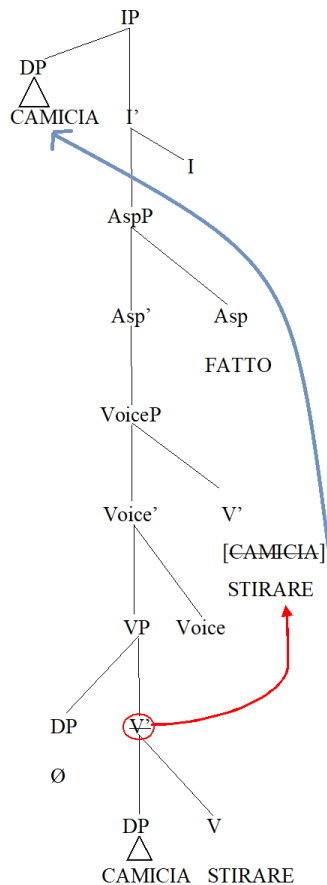 IP
DP
CAMICIA I’
I
AspP
Asp’ Asp
FATTO
VoiceP
Voice’ V’
[CAMICIA]
STIRARE
VP Voice
DP V’
Ø
DP V
CAMICIA STIRARE